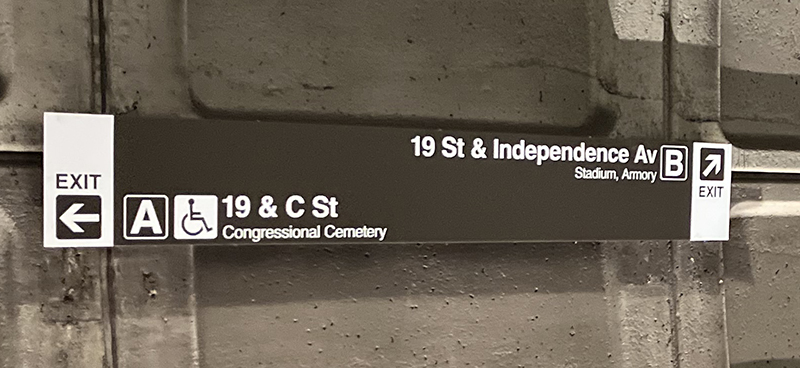 EXIT
A 19 & C St
Congressional Cemetery
19 St & Independence Av B
Stadium, Armory
EXIT